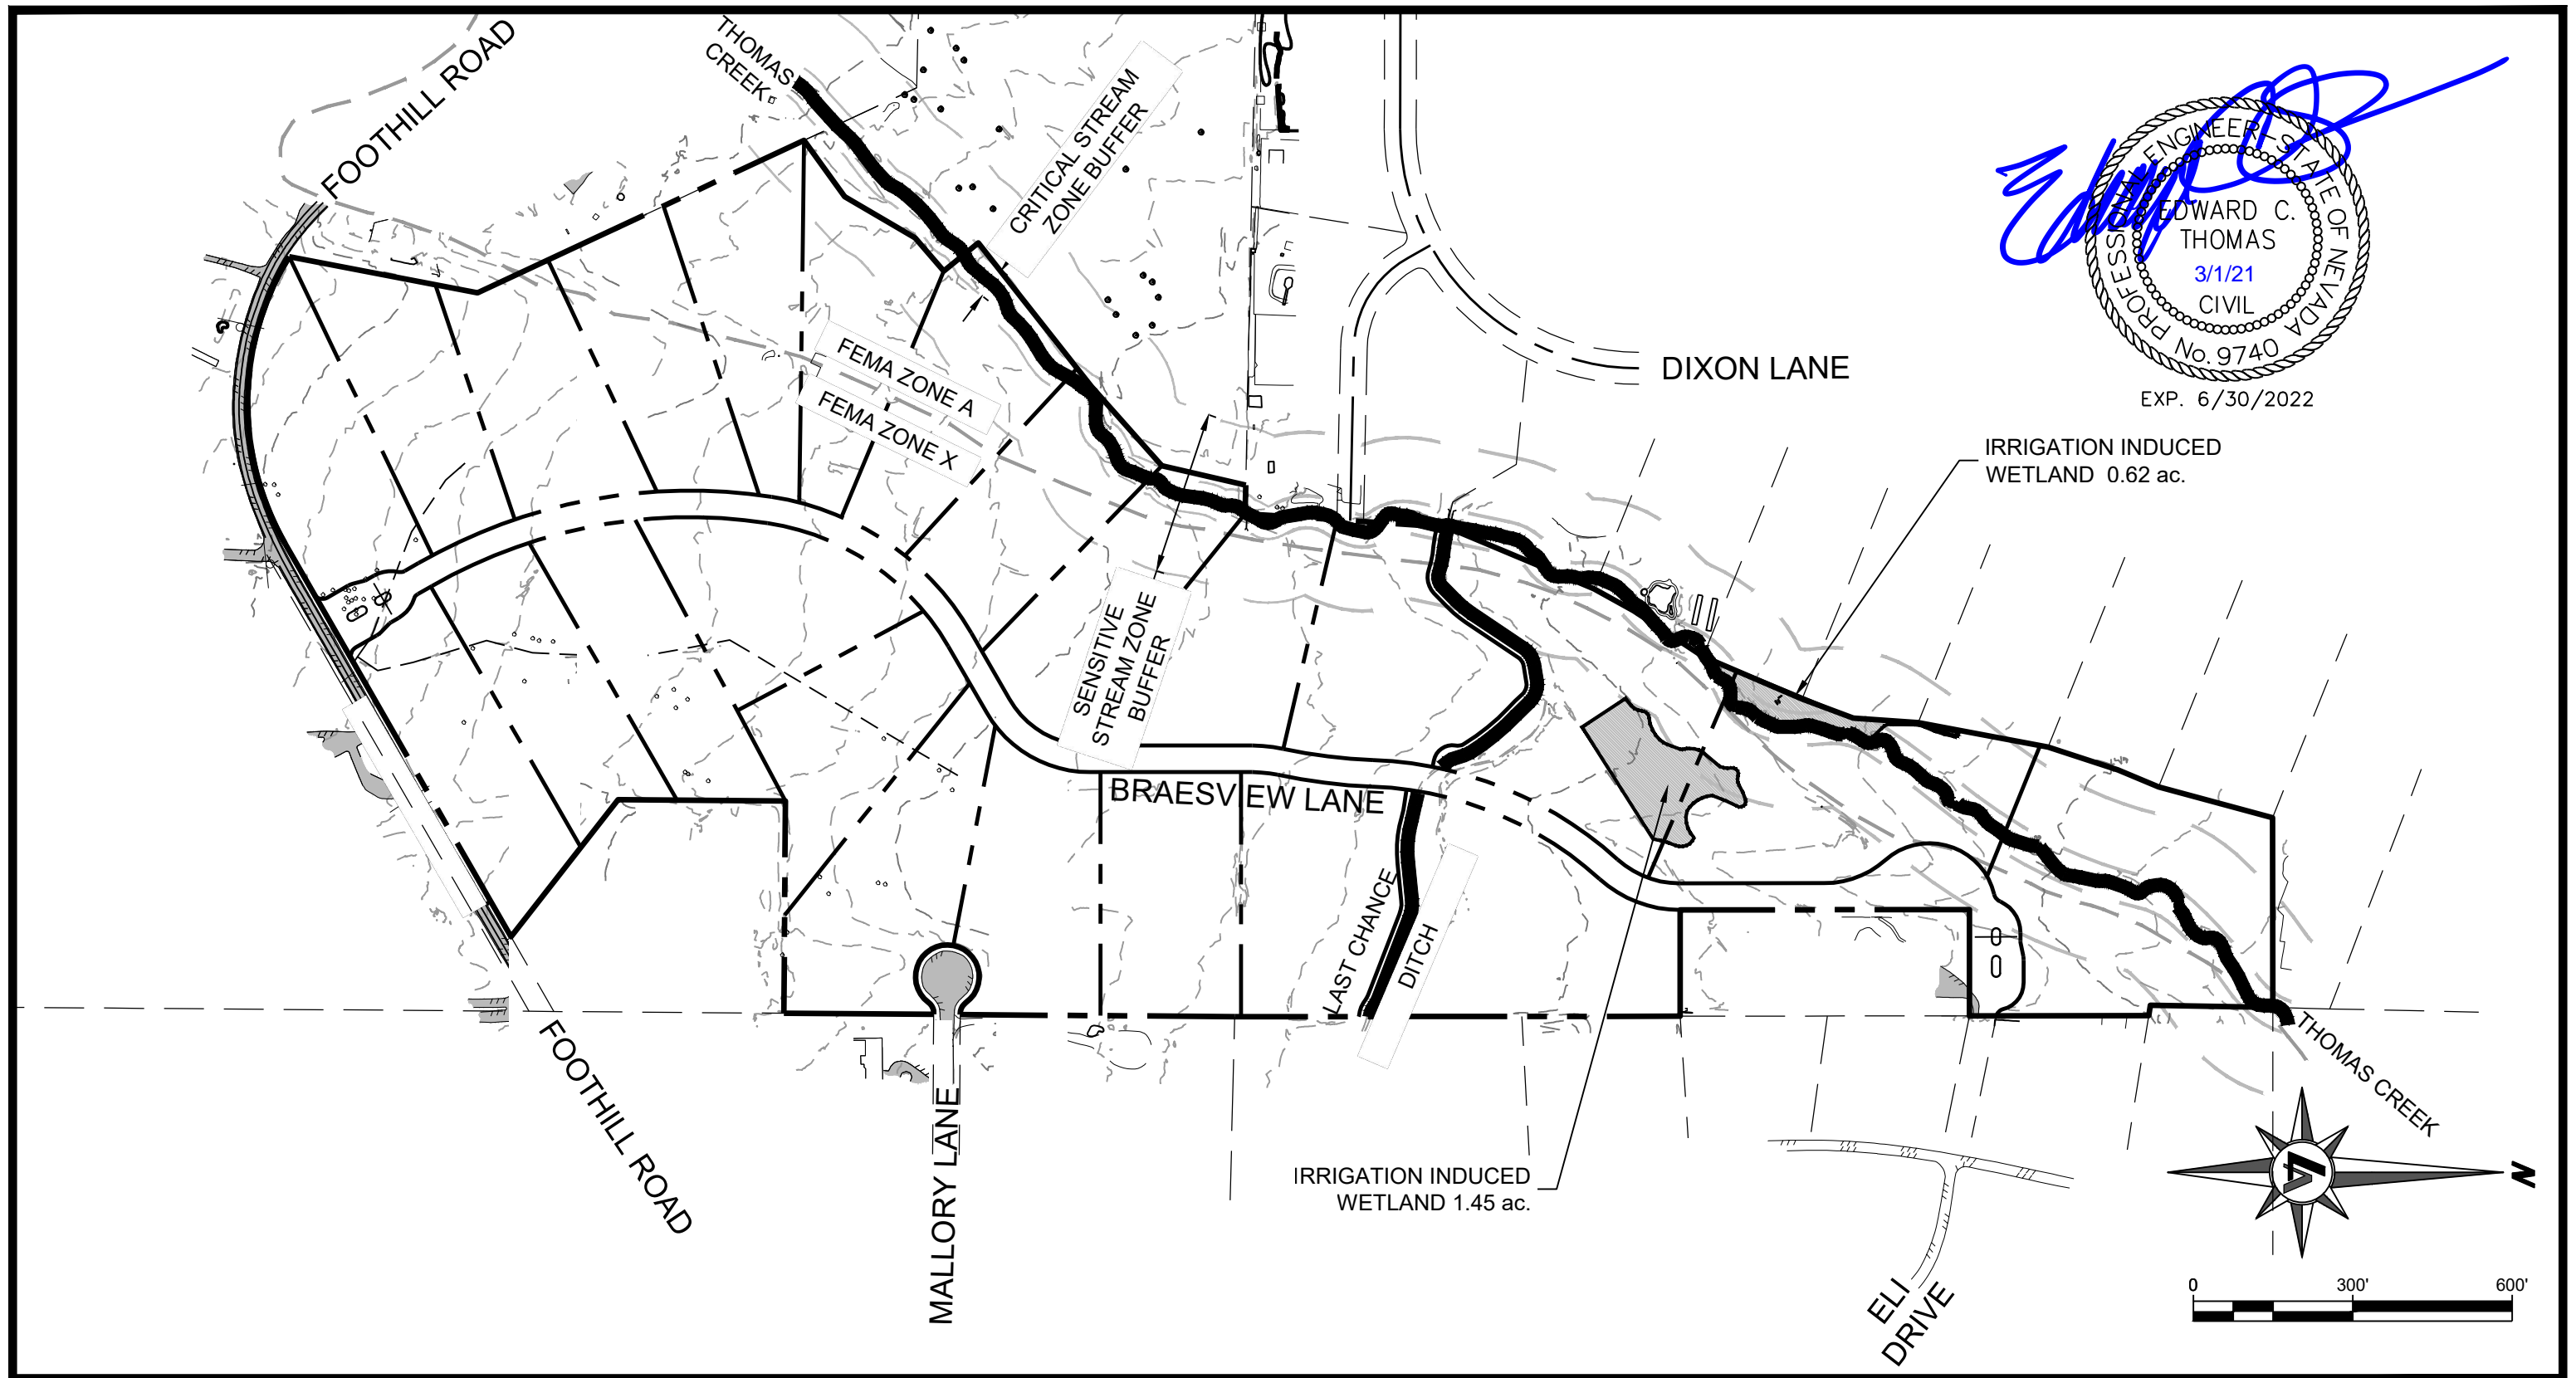 FOOTHILL ROAD
THOMAS
CREEK
CRITICAL STREAM
ZONE BUFFER
PROFESSIONAL ENGINEER - STATE OF NEVADA
EDWARD C.
THOMAS
3/1/21
CIVIL
No. 9740
EXP. 6/30/2022
FEMA ZONE A
FEMA ZONE X
DIXON LANE
IRRIGATION INDUCED
WETLAND 0.62 ac.
SENSITIVE
STREAM ZONE
BUFFER
BRAESVIEW LANE
LAST CHANCE
DITCH
FOOTHILL ROAD
MALLORY LANE
IRRIGATION INDUCED
WETLAND 1.45 ac.
THOMAS CREEK
N
ELI
DRIVE
0 300' 600'